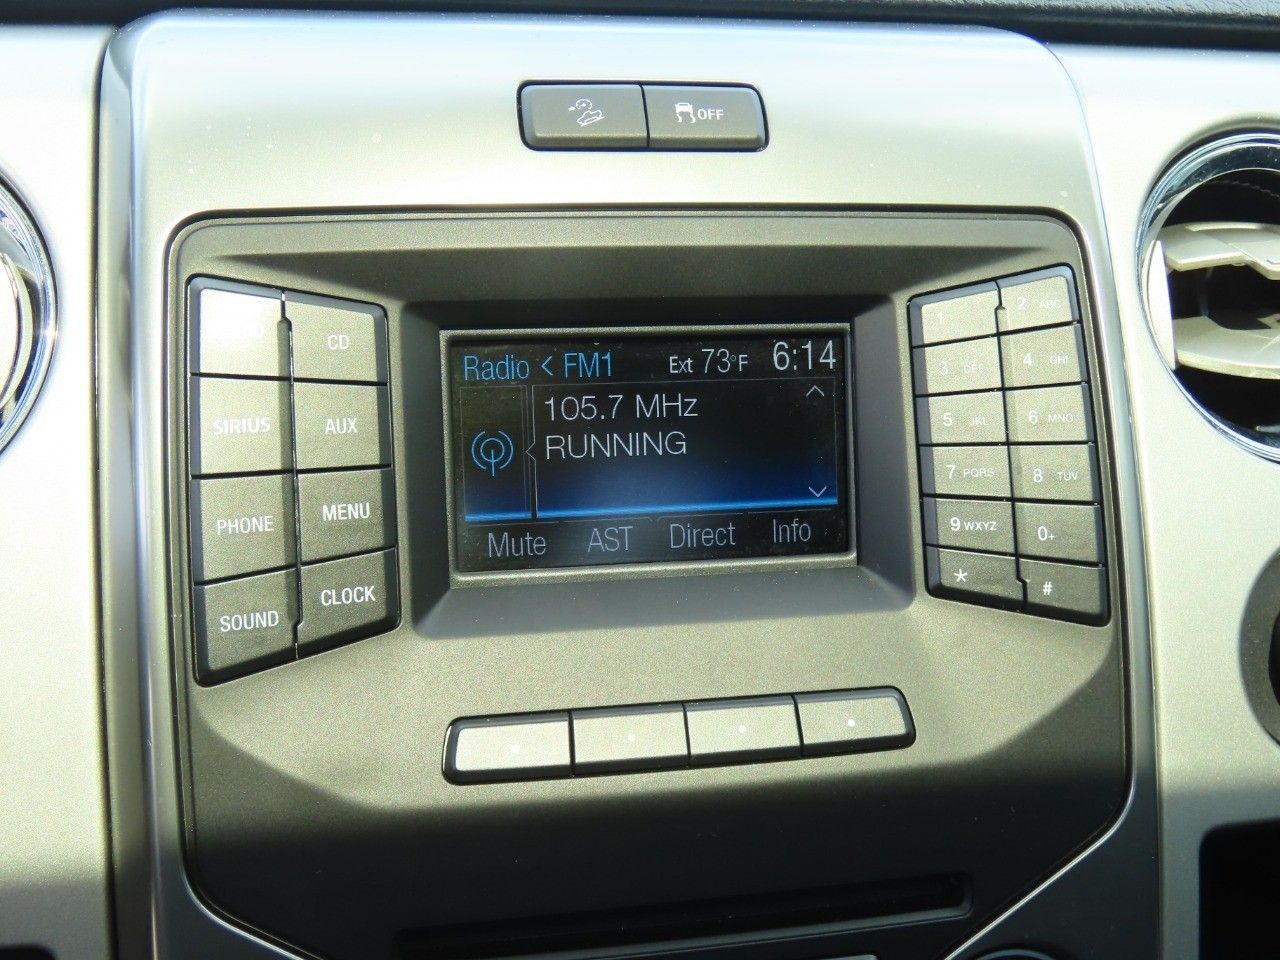 OFF
Radio < FM1 Ext 73°F 6:14
105.7 MHz
RUNNING
Mute AST Direct Info
CD
SIRIUS AUX
PHONE MENU
SOUND CLOCK
1 2 ABC
3 DEF 4 GHI
5 JKL 6 MNO
7 PQRS 8 TUV
9 WXYZ 0+
* #